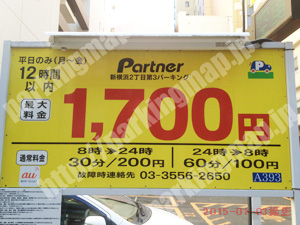 平日のみ(月~金)
12時間
以内
Partner
新横浜2丁目第3パーキング
最大
料金
1,700円
通常料金
8時➔24時
24時➔8時
30分/200円
60分/100円
au
故障時連絡先 03-3556-2650
A393